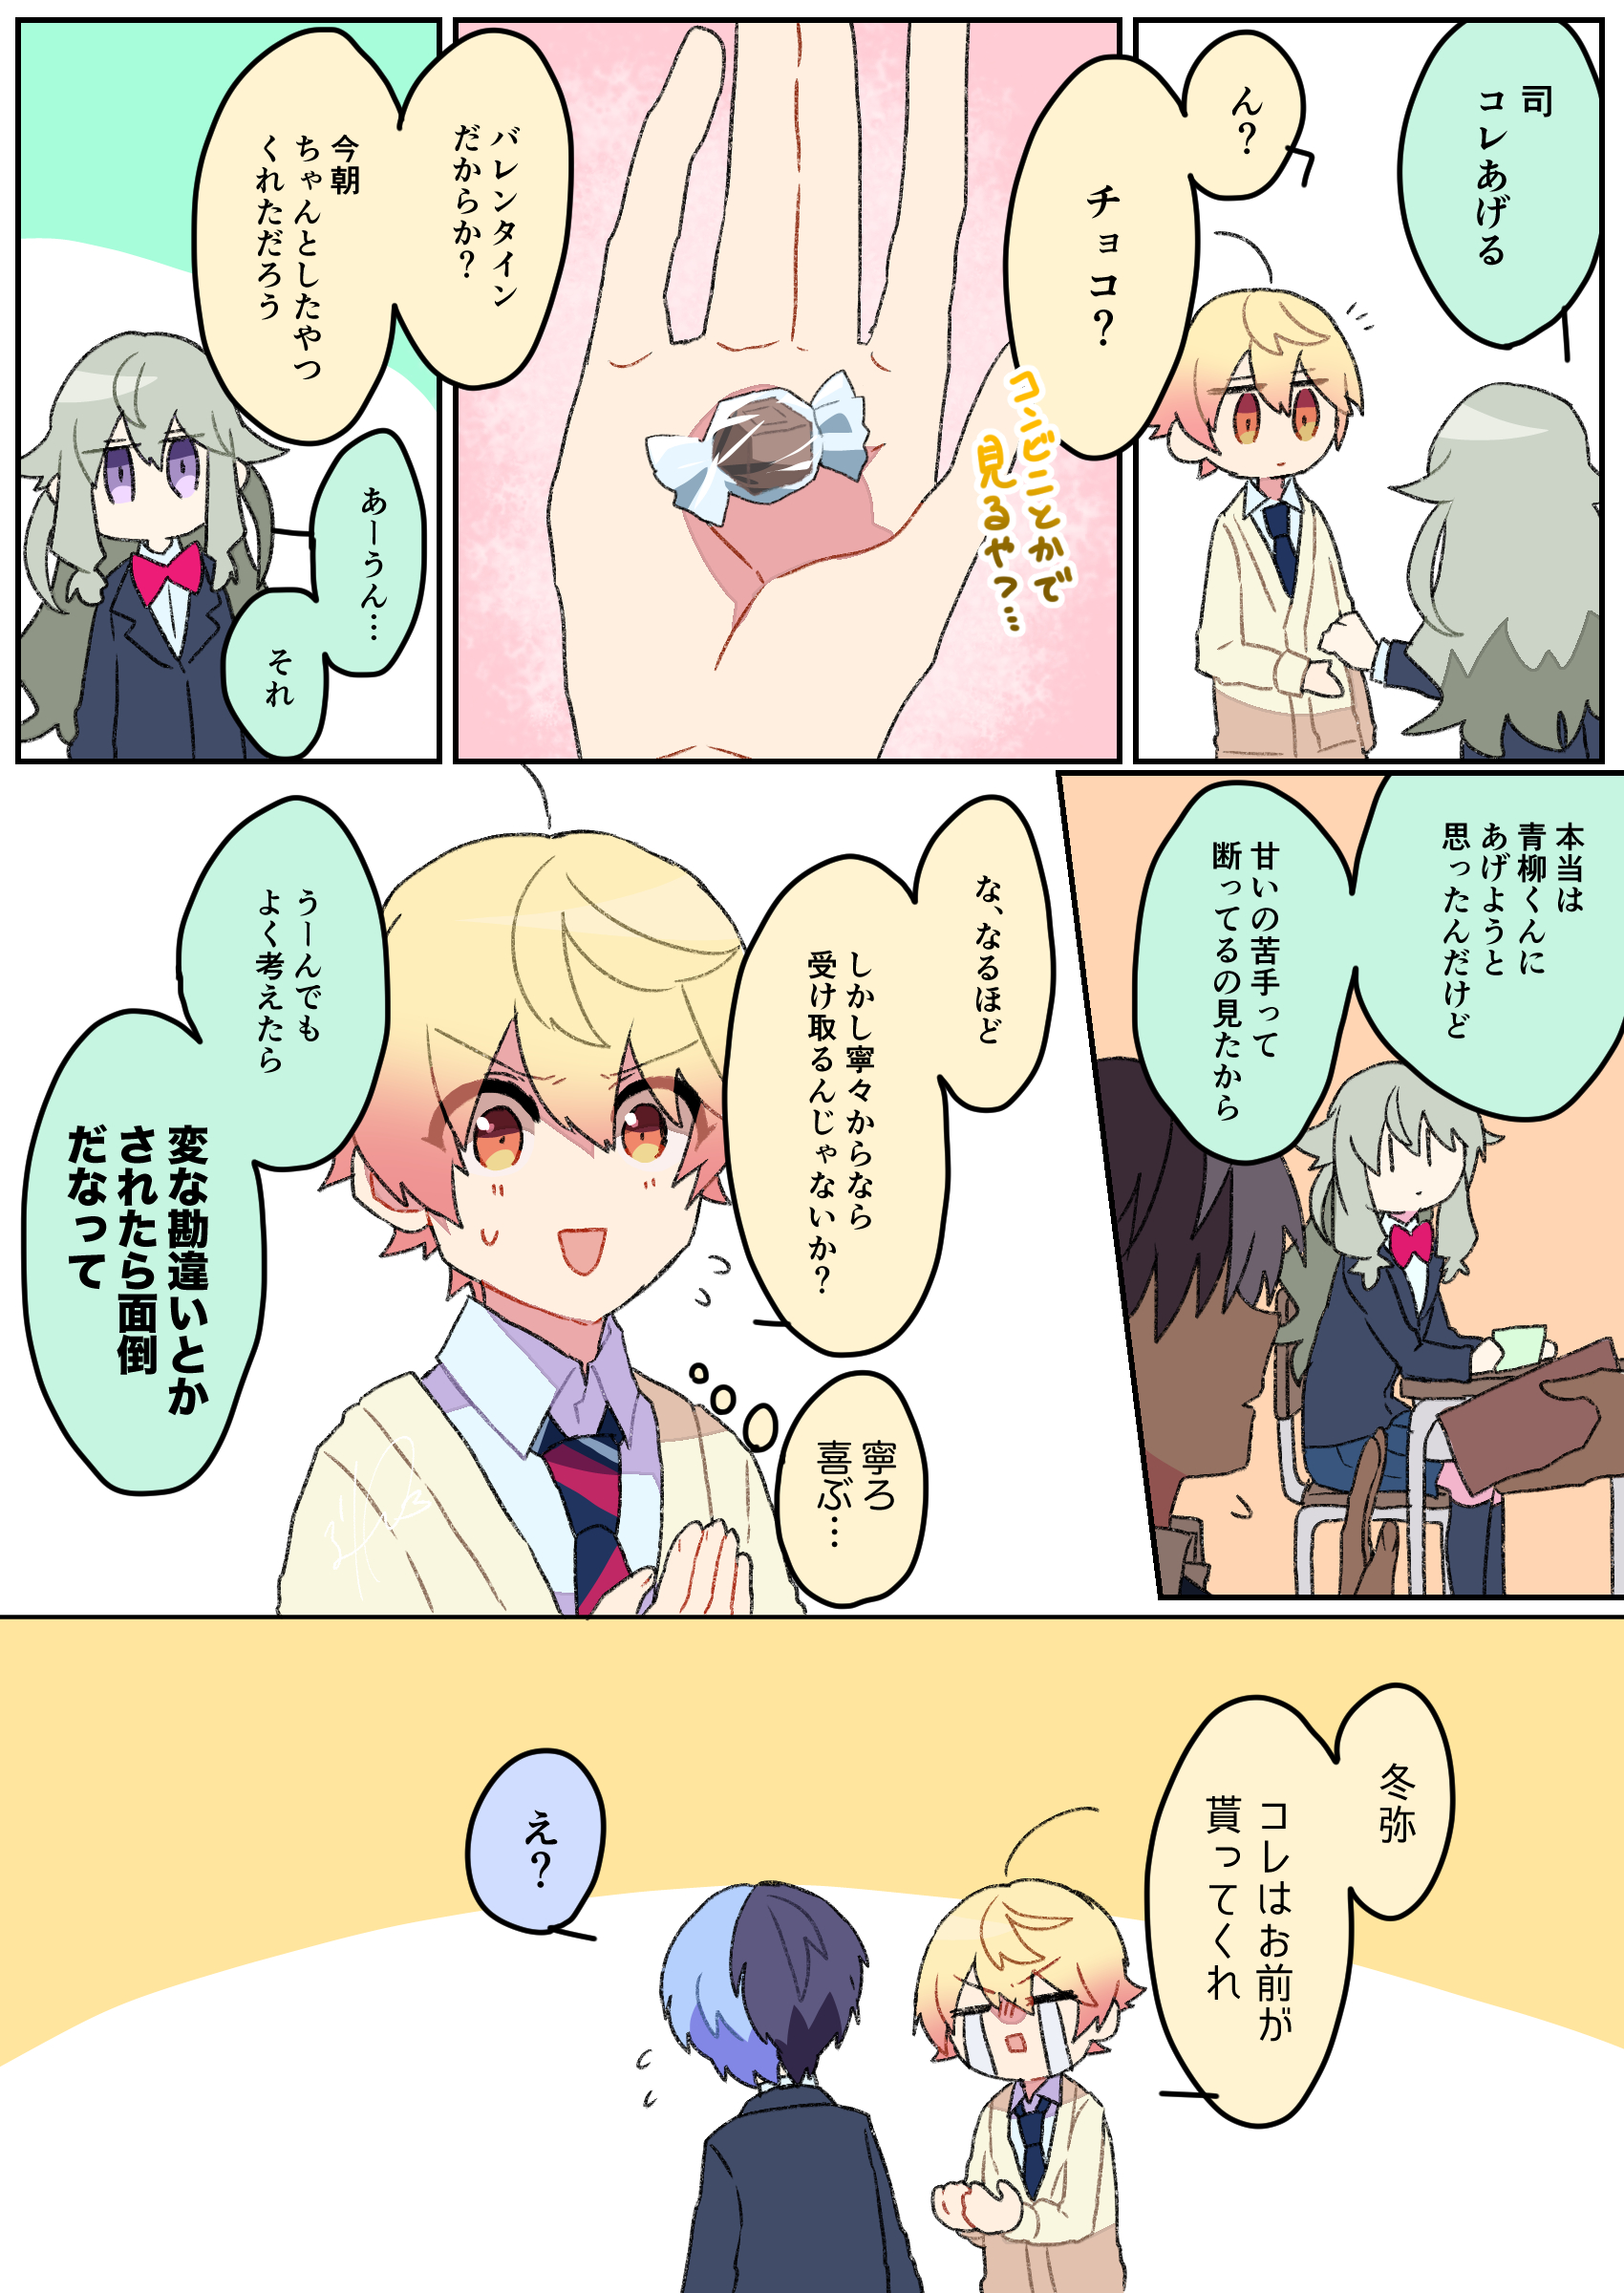 司
コレあげる
ん?
チョコ?
コンビニとかで
見るやつ…
バレンタイン
だからか?
今朝
ちゃんとしたやつ
くれただろう
あーうん…
それ
本当は
青柳くんに
あげようと
思ったんだけど
甘いの苦手って
断ってるの見たから
な、なるほど
しかし寧々からなら
受け取るんじゃないか?
寧ろ
喜ぶ…
うーんでも
よく考えたら
変な勘違いとか
されたら面倒
だなって
冬弥
コレはお前が
貰ってくれ
え?